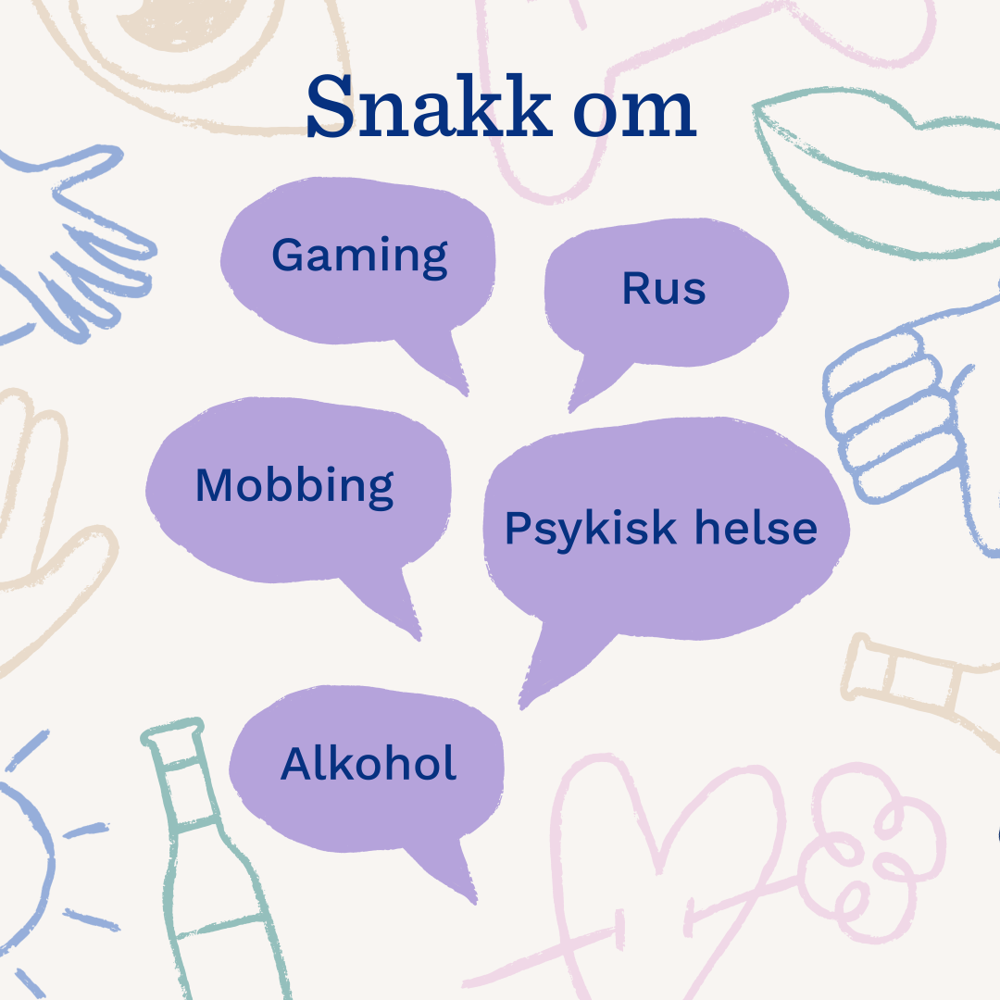 Snakk om
Gaming
Rus
Mobbing
Psykisk helse
Alkohol